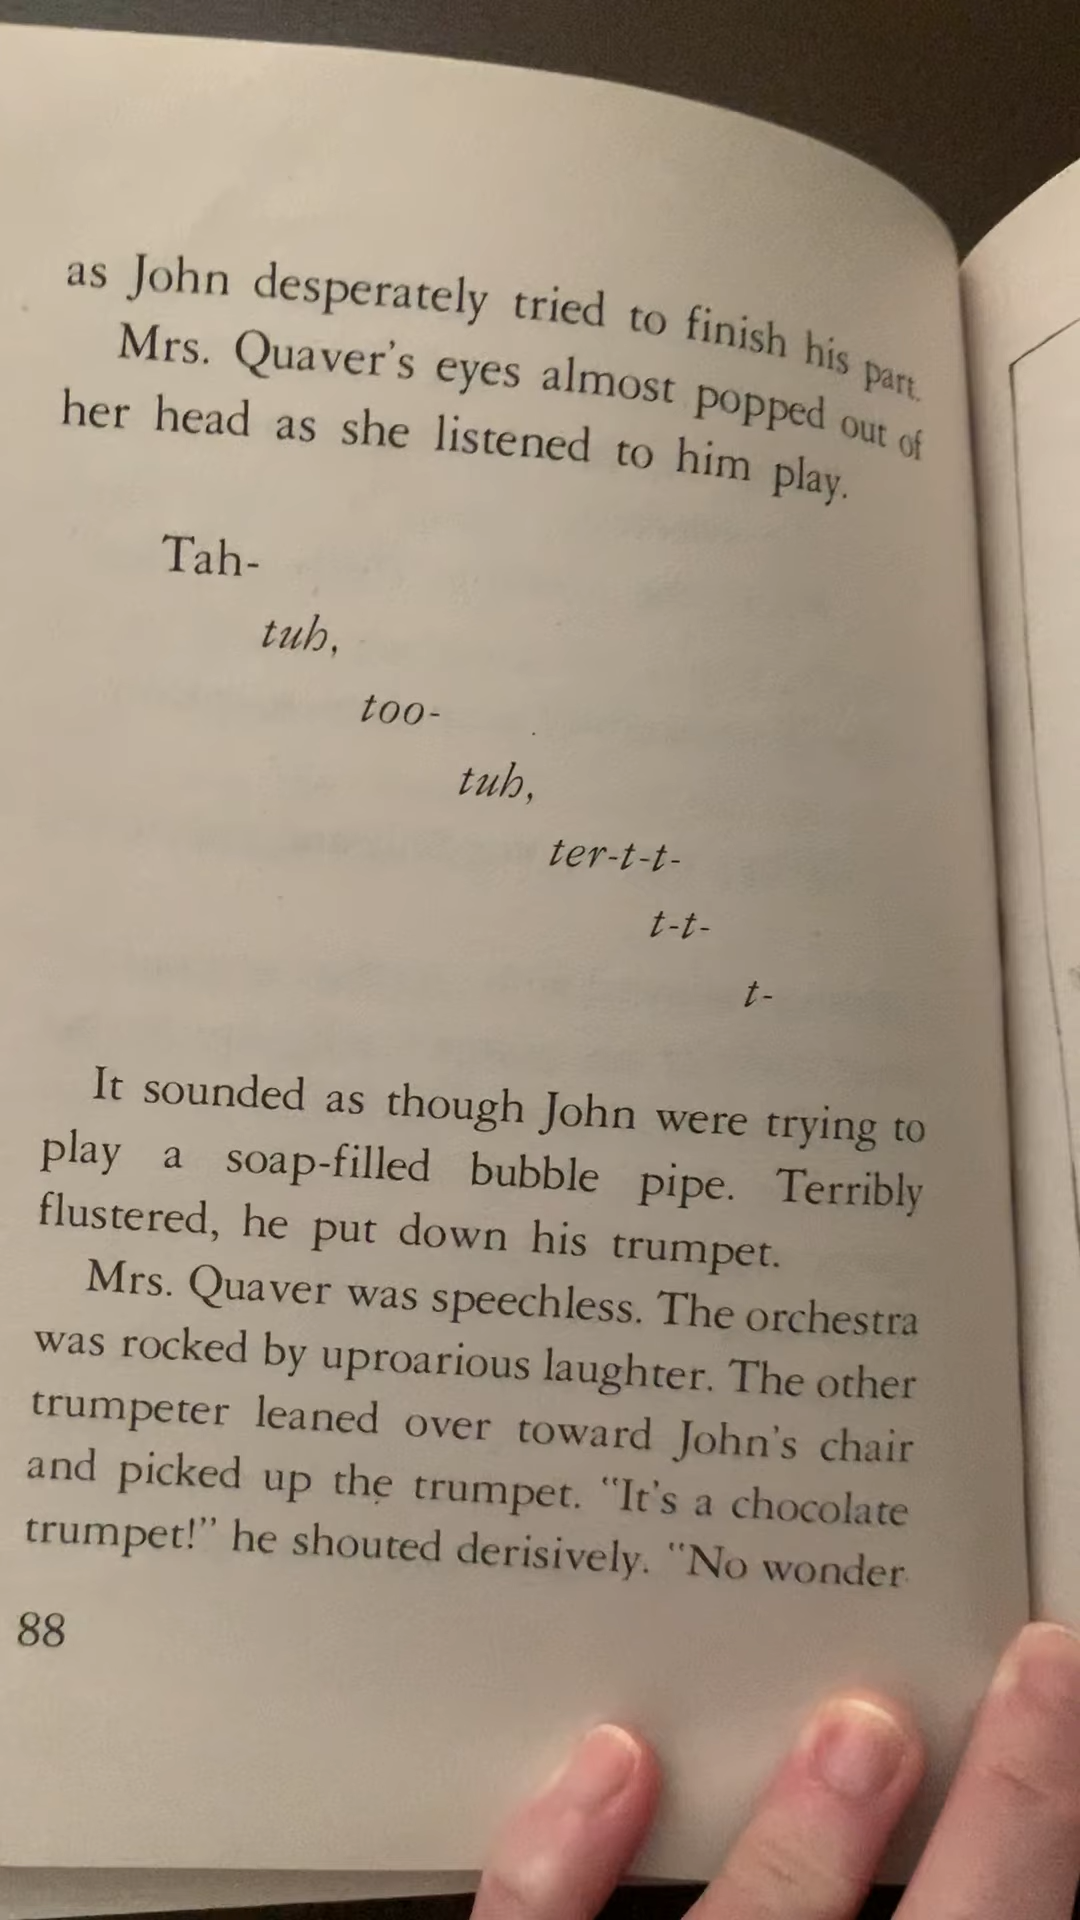 as John desperately tried to finish his part.
Mrs. Quaver's eyes almost popped out of
her head as she listened to him play.
Tah-
tuh,
too-
tuh,
ter-t-t-
t-t-
t-
It sounded as though John were trying to
play a soap-filled bubble pipe. Terribly
flustered, he put down his trumpet.
Mrs. Quaver was speechless. The orchestra
was rocked by uproarious laughter. The other
trumpeter leaned over toward John's chair
and picked up the trumpet. "It's a chocolate
trumpet!" he shouted derisively. "No wonder
88